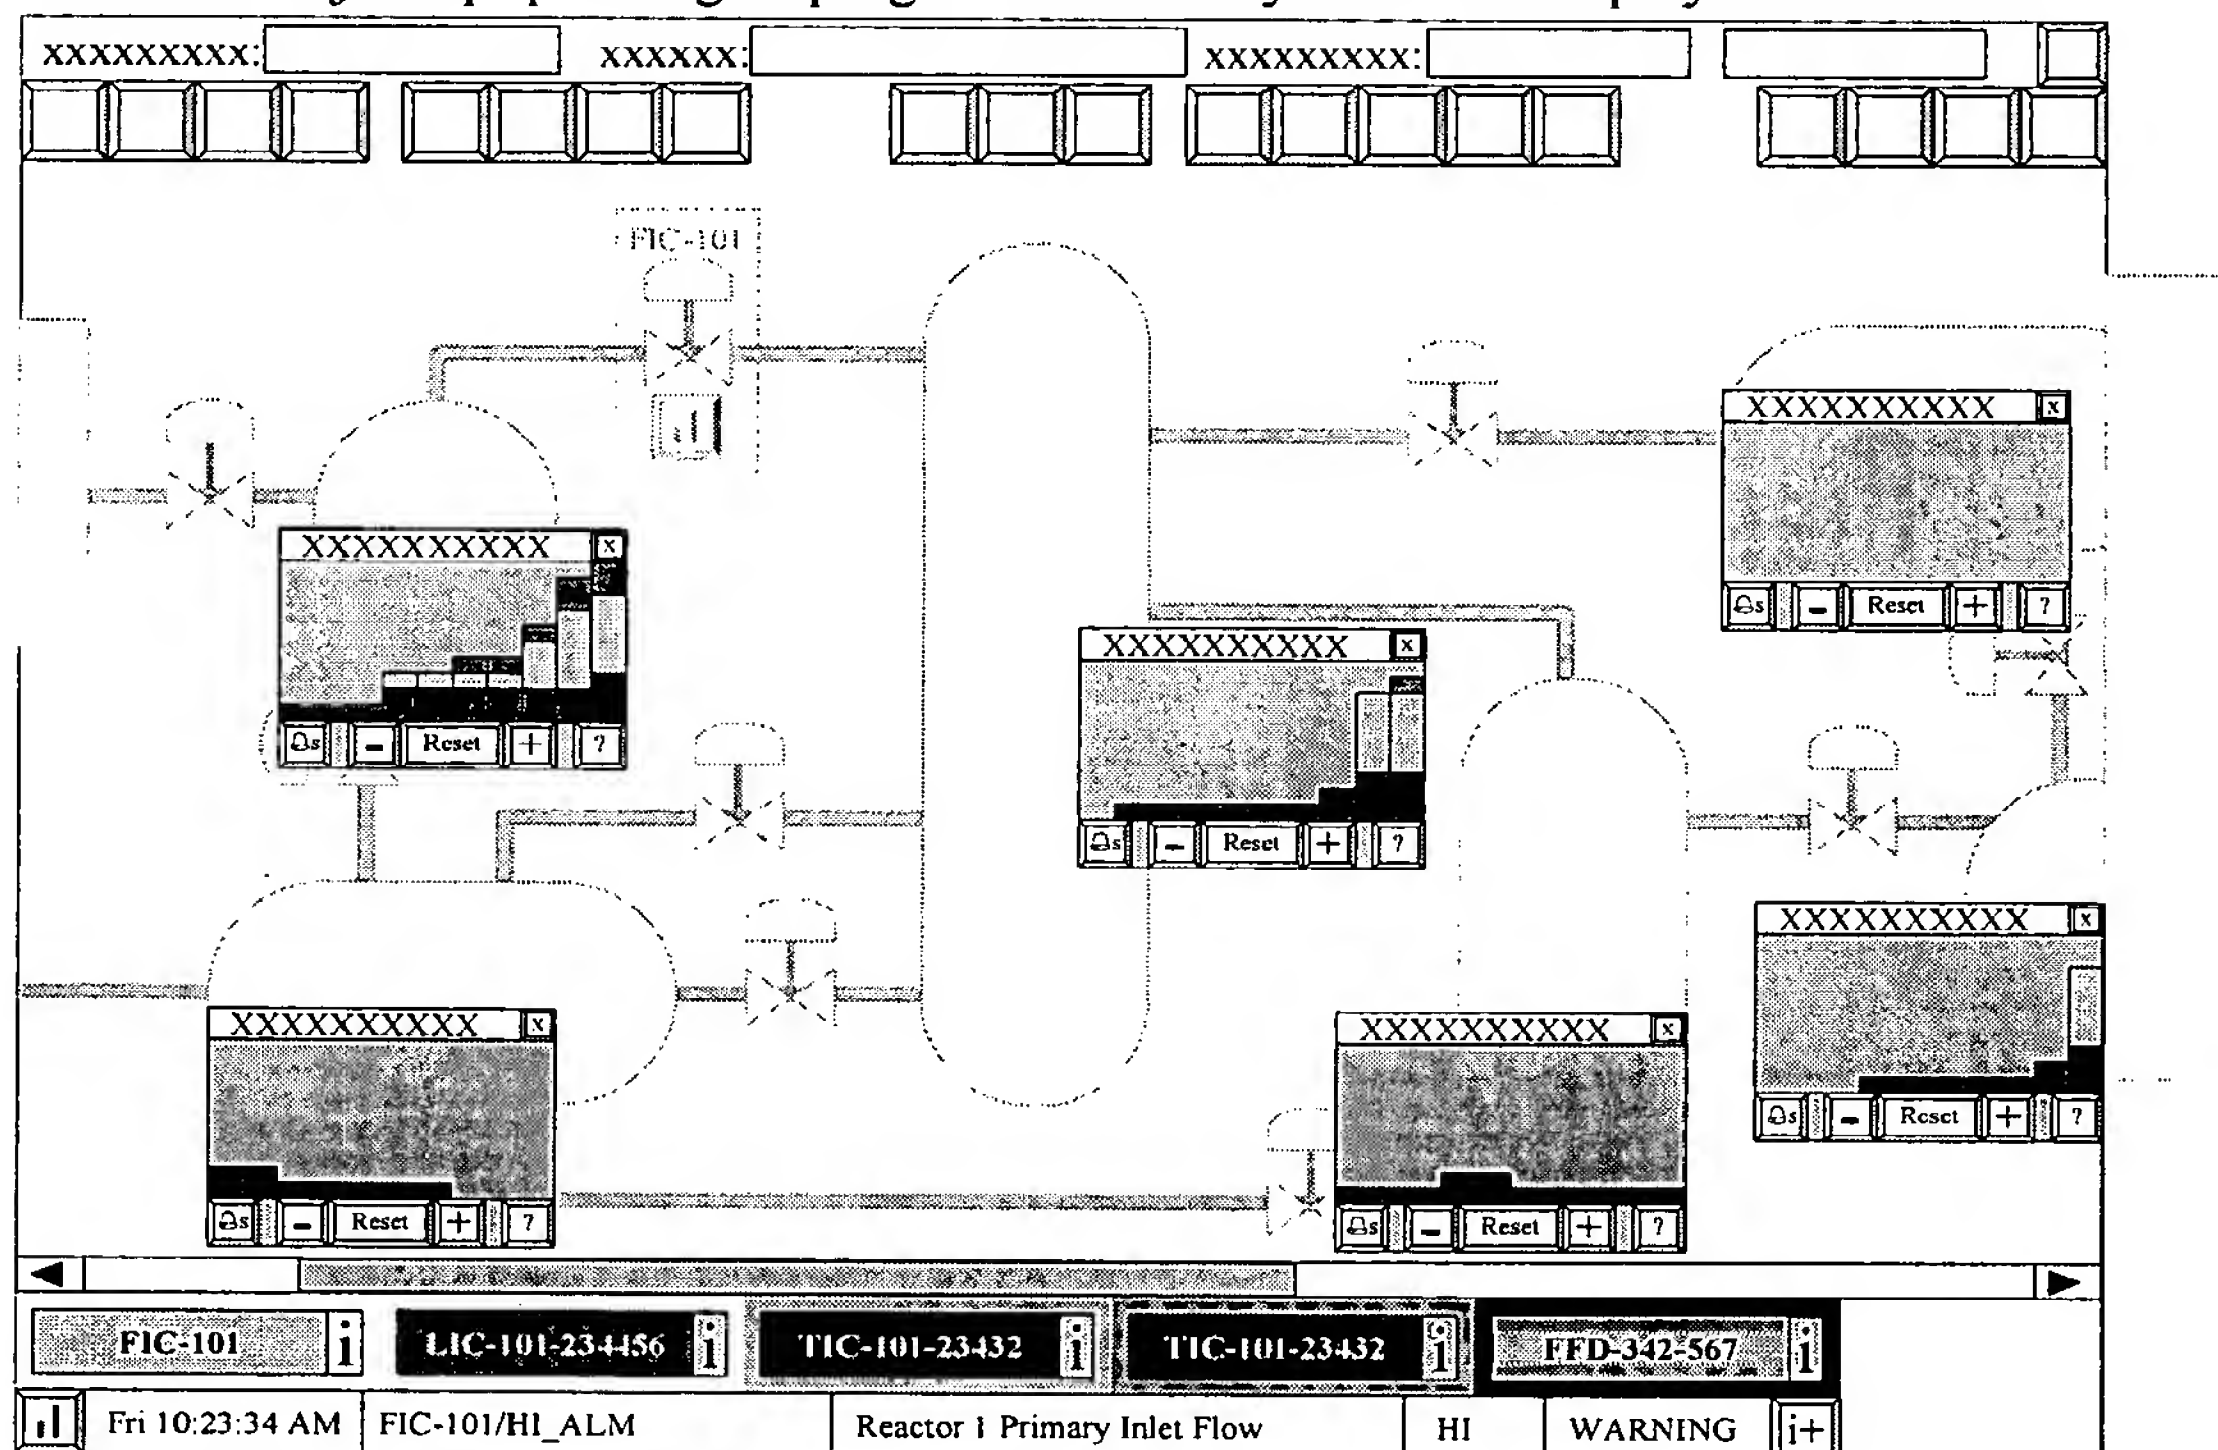 xxxxxxxxx: xxxxxx: xxxxxxxxx:
FIC-101
XXXXXXXXXX x
XXXXXXXXXX x
Reset + ?
s - Reset + ?
XXXXXXXXXX x
s - Reset + ?
s - Reset + ?
XXXXXXXXXX x
s - Reset + ?
XXXXXXXXXX x
XXXXXXXXXX x
s - Reset + ?
s - Reset + ?
FIC-101 i LIC-101-234456 i TIC-101-23432 i TIC-101-23432 i FFD-342-567 i
Fri 10:23:34 AM FIC-101/HI_ALM Reactor 1 Primary Inlet Flow HI WARNING i+